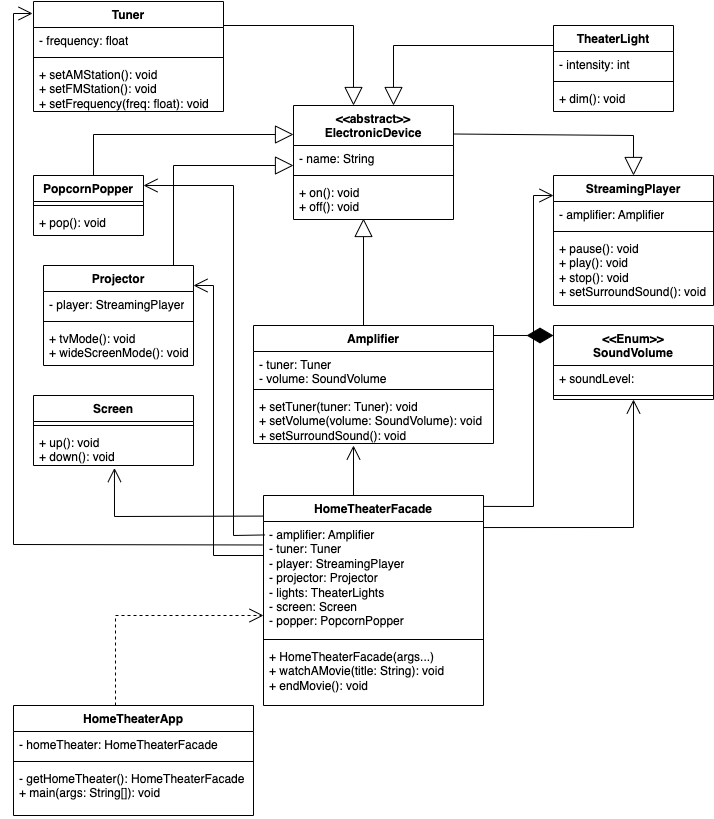 Tuner
- frequency: float
+ setAMStation(): void
+ setFMStation(): void
+ setFrequency(freq: float): void
TheaterLight
- intensity: int
+ dim(): void
<<abstract>>
ElectronicDevice
- name: String
+ on(): void
+ off(): void
PopcornPopper
+ pop(): void
StreamingPlayer
- amplifier: Amplifier
+ pause(): void
+ play(): void
+ stop(): void
+ setSurroundSound(): void
Projector
- player: StreamingPlayer
+ tvMode(): void
+ wideScreenMode(): void
Amplifier
- tuner: Tuner
- volume: SoundVolume
+ setTuner(tuner: Tuner): void
+ setVolume(volume: SoundVolume): void
+ setSurroundSound(): void
<<Enum>>
SoundVolume
+ soundLevel:
Screen
+ up(): void
+ down(): void
HomeTheaterFacade
- amplifier: Amplifier
- tuner: Tuner
- player: StreamingPlayer
- projector: Projector
- lights: TheaterLights
- screen: Screen
- popper: PopcornPopper
+ HomeTheaterFacade(args...)
+ watchAMovie(title: String): void
+ endMovie(): void
HomeTheaterApp
- homeTheater: HomeTheaterFacade
- getHomeTheater(): HomeTheaterFacade
+ main(args: String[]): void